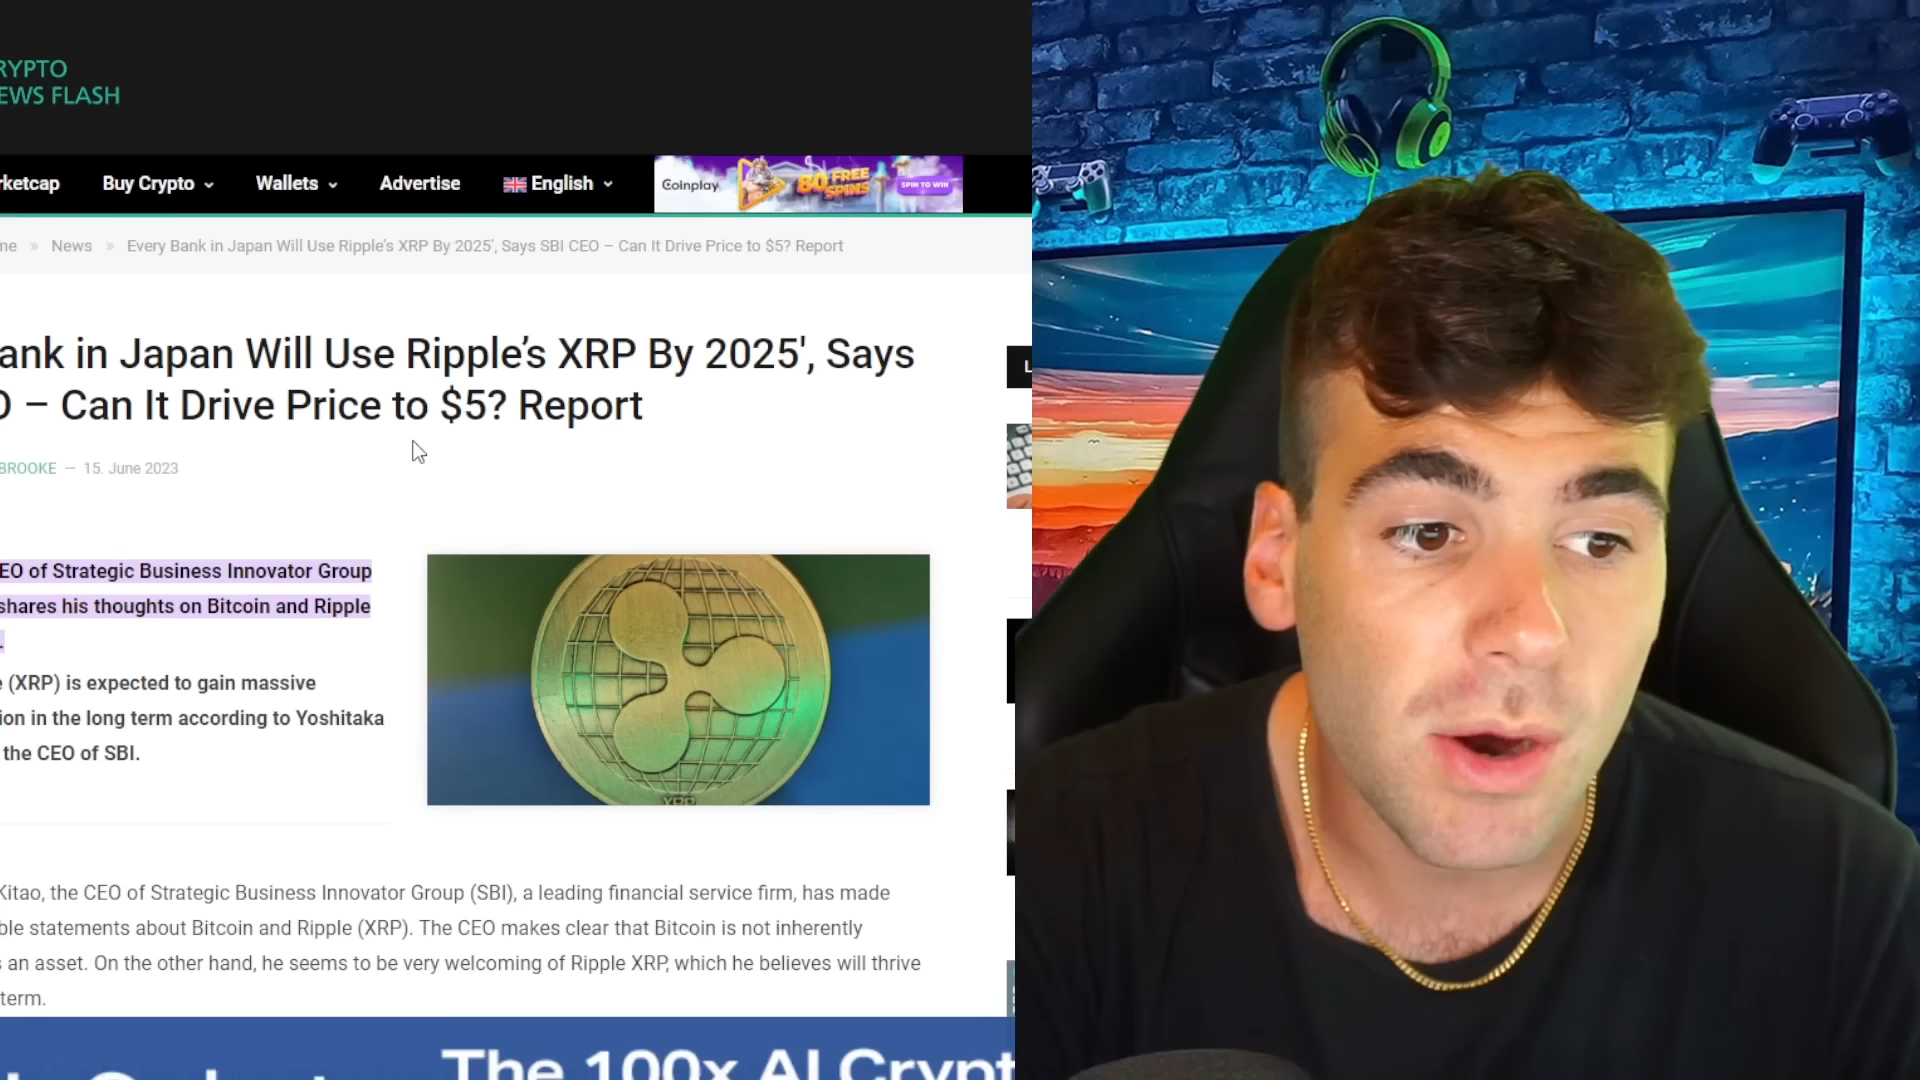 RYPTO
EWS FLASH
rketcap
Buy Crypto
Wallets
Advertise
English
Coinplay
80 FREE SPINS
SPIN TO WIN
me » News » Every Bank in Japan Will Use Ripple's XRP By 2025', Says SBI CEO – Can It Drive Price to $5? Report
ank in Japan Will Use Ripple's XRP By 2025', Says
O – Can It Drive Price to $5? Report
BROOKE — 15. June 2023
EO of Strategic Business Innovator Group
shares his thoughts on Bitcoin and Ripple
.
e (XRP) is expected to gain massive
ion in the long term according to Yoshitaka
the CEO of SBI.
XRP
Kitao, the CEO of Strategic Business Innovator Group (SBI), a leading financial service firm, has made
ble statements about Bitcoin and Ripple (XRP). The CEO makes clear that Bitcoin is not inherently
s an asset. On the other hand, he seems to be very welcoming of Ripple XRP, which he believes will thrive
term.
The 100x AI Crypt